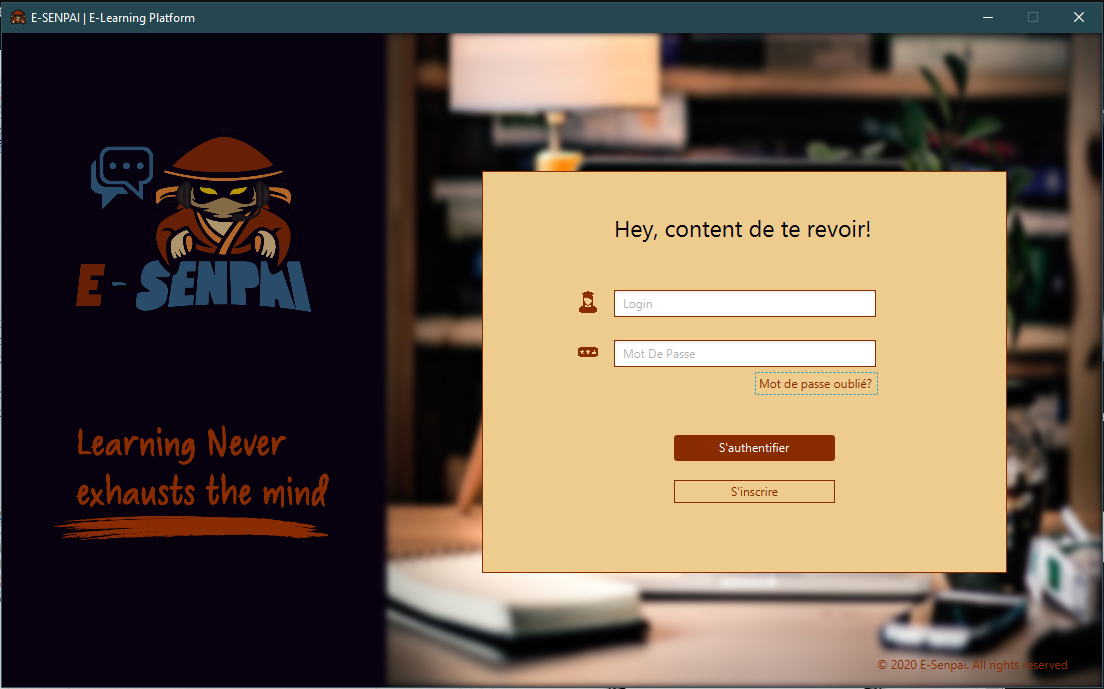 E-SENPAI | E-Learning Platform
E - SENPAI
Learning Never
exhausts the mind
Hey, content de te revoir!
Login
Mot De Passe
Mot de passe oublié?
S'authentifier
S'inscrire
© 2020 E-Senpai. All rights reserved